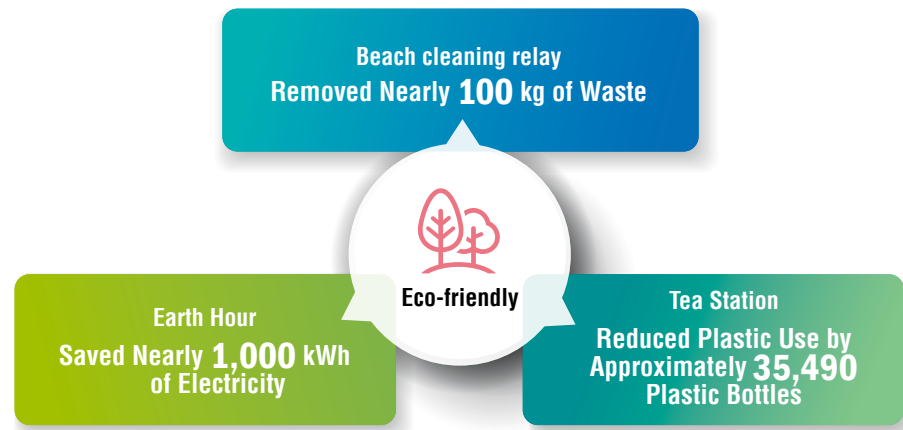 Beach cleaning relay
Removed Nearly 100 kg of Waste
Eco-friendly
Earth Hour
Saved Nearly 1,000 kWh
of Electricity
Tea Station
Reduced Plastic Use by
Approximately 35,490
Plastic Bottles